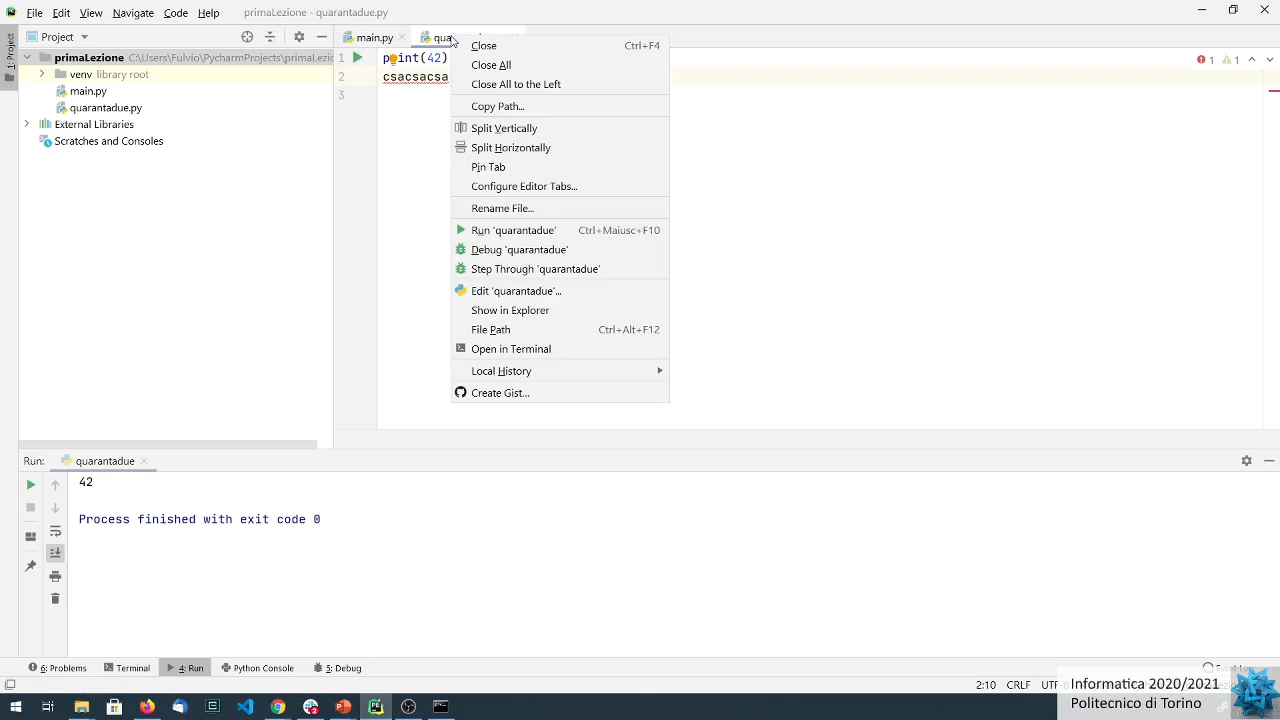 File Edit View Navigate Code Help primaLezione - quarantadue.py
1: Project
Project
primaLezione C:\Users\Fulvio\PycharmProjects\primaLezio
venv library root
main.py
quarantadue.py
External Libraries
Scratches and Consoles
main.py
1 print(42)
2 csacsacsa
3
1 1
Close Ctrl+F4
Close All
Close All to the Left
Copy Path...
Split Vertically
Split Horizontally
Pin Tab
Configure Editor Tabs...
Rename File...
Run 'quarantadue' Ctrl+Maiusc+F10
Debug 'quarantadue'
Step Through 'quarantadue'
Edit 'quarantadue'...
Show in Explorer
File Path Ctrl+Alt+F12
Open in Terminal
Local History
Create Gist...
Run: quarantadue
42
Process finished with exit code 0
6: Problems Terminal 4: Run Python Console 5: Debug
2:10 CRLF
Informatica 2020/2021
Politecnico di Torino